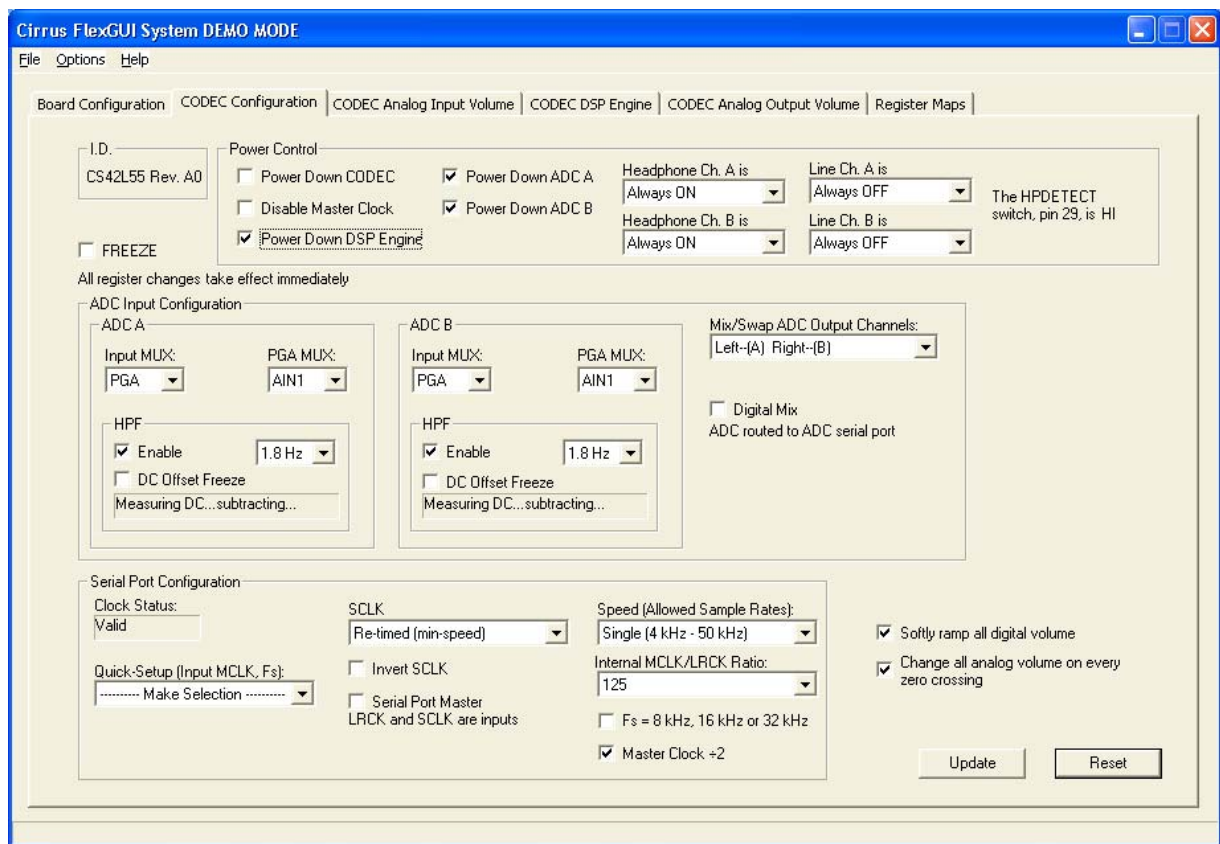 Cirrus FlexGUI System DEMO MODE
File Options Help
Board Configuration CODEC Configuration CODEC Analog Input Volume CODEC DSP Engine CODEC Analog Output Volume Register Maps
I.D.
CS42L55 Rev. A0
FREEZE
All register changes take effect immediately
Power Control
Power Down CODEC
Disable Master Clock
Power Down DSP Engine
Power Down ADC A
Power Down ADC B
Headphone Ch. A is
Always ON
Headphone Ch. B is
Always ON
Line Ch. A is
Always OFF
Line Ch. B is
Always OFF
The HPDETECT
switch, pin 29, is HI
ADC Input Configuration
ADC A
Input MUX:
PGA
PGA MUX:
AIN1
HPF
Enable
1.8 Hz
DC Offset Freeze
Measuring DC...subtracting...
ADC B
Input MUX:
PGA
PGA MUX:
AIN1
HPF
Enable
1.8 Hz
DC Offset Freeze
Measuring DC...subtracting...
Mix/Swap ADC Output Channels:
Left--(A) Right--(B)
Digital Mix
ADC routed to ADC serial port
Serial Port Configuration
Clock Status:
Valid
Quick-Setup (Input MCLK, Fs):
---------- Make Selection ----------
SCLK
Re-timed (min-speed)
Invert SCLK
Serial Port Master
LRCK and SCLK are inputs
Speed (Allowed Sample Rates):
Single (4 kHz - 50 kHz)
Internal MCLK/LRCK Ratio:
125
Fs = 8 kHz, 16 kHz or 32 kHz
Master Clock ÷2
Softly ramp all digital volume
Change all analog volume on every
zero crossing
Update
Reset